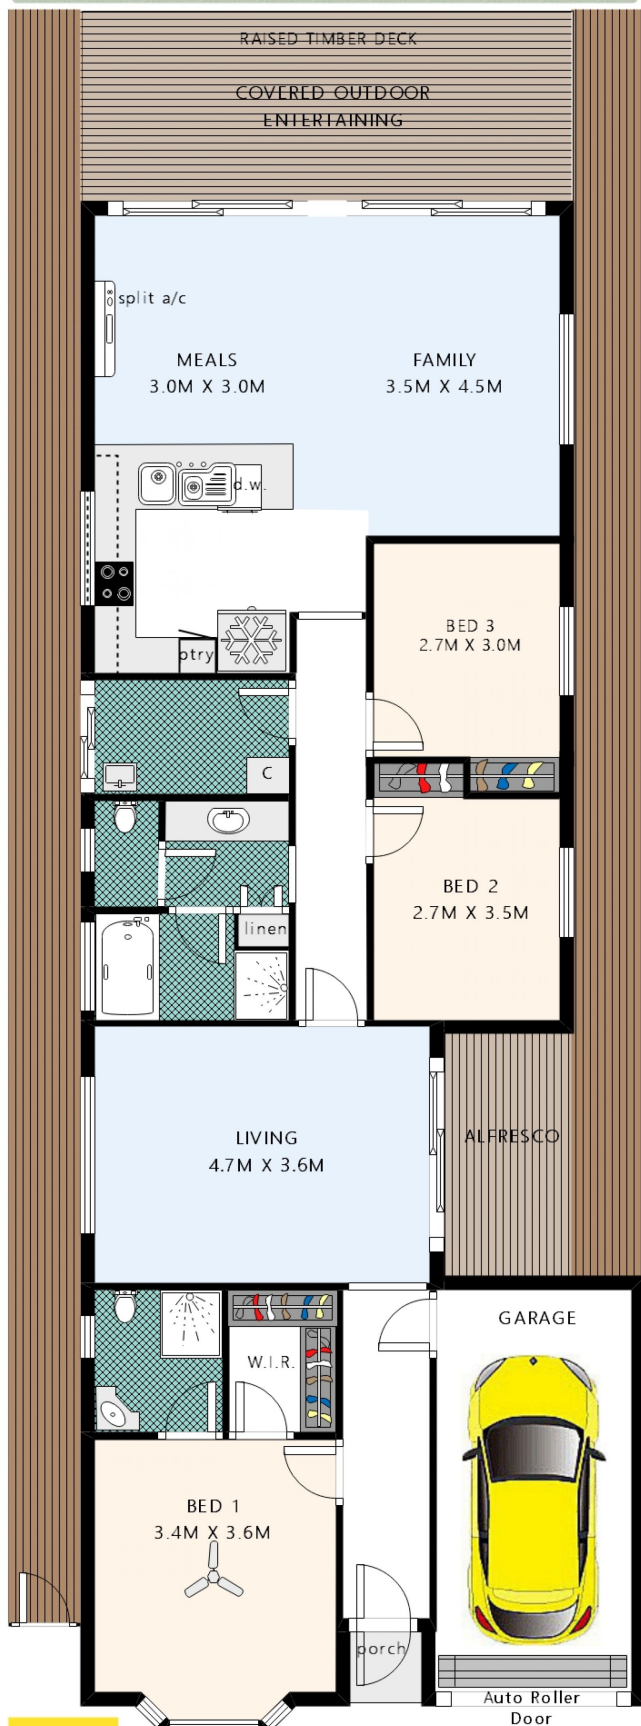 RAISED TIMBER DECK
COVERED OUTDOOR
ENTERTAINING
split a/c
MEALS
3.0M X 3.0M
FAMILY
3.5M X 4.5M
d.w.
ptry
BED 3
2.7M X 3.0M
C
BED 2
2.7M X 3.5M
linen
LIVING
4.7M X 3.6M
ALFRESCO
GARAGE
W.I.R.
BED 1
3.4M X 3.6M
porch
Auto Roller
Door